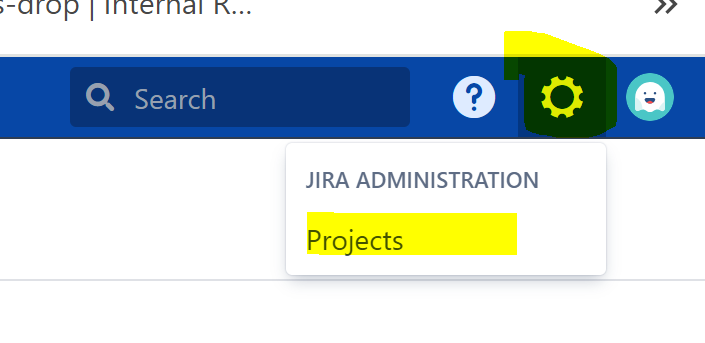 s-drop | Internal R...
Search
?
JIRA ADMINISTRATION
Projects